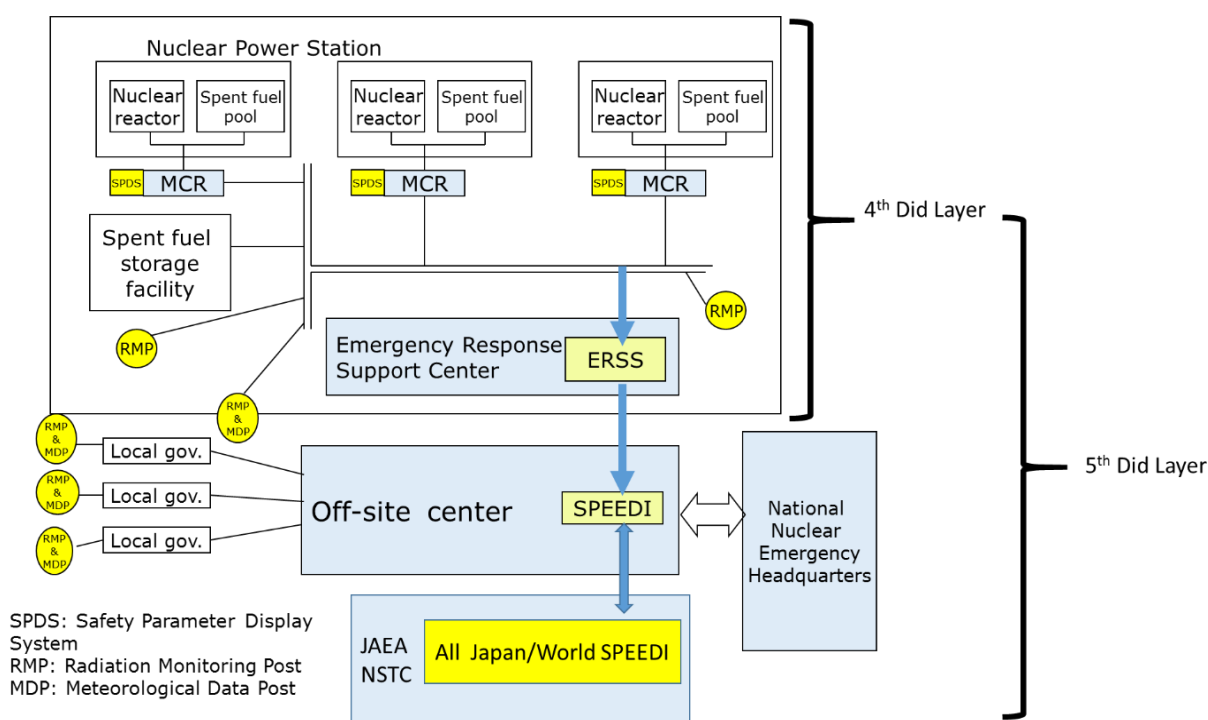 Nuclear Power Station
Nuclear
reactor
Spent fuel
pool
Nuclear
reactor
Spent fuel
pool
Nuclear
reactor
Spent fuel
pool
SPDS
MCR
SPDS
MCR
SPDS
MCR
4th Did Layer
Spent fuel
storage
facility
RMP
RMP
Emergency Response
Support Center
ERSS
RMP
&
MDP
RMP
&
MDP
Local gov.
RMP
&
MDP
Local gov.
RMP
&
MDP
Local gov.
Off-site center
SPEEDI
National
Nuclear
Emergency
Headquarters
5th Did Layer
JAEA
NSTC
All Japan/World SPEEDI
SPDS: Safety Parameter Display
System
RMP: Radiation Monitoring Post
MDP: Meteorological Data Post